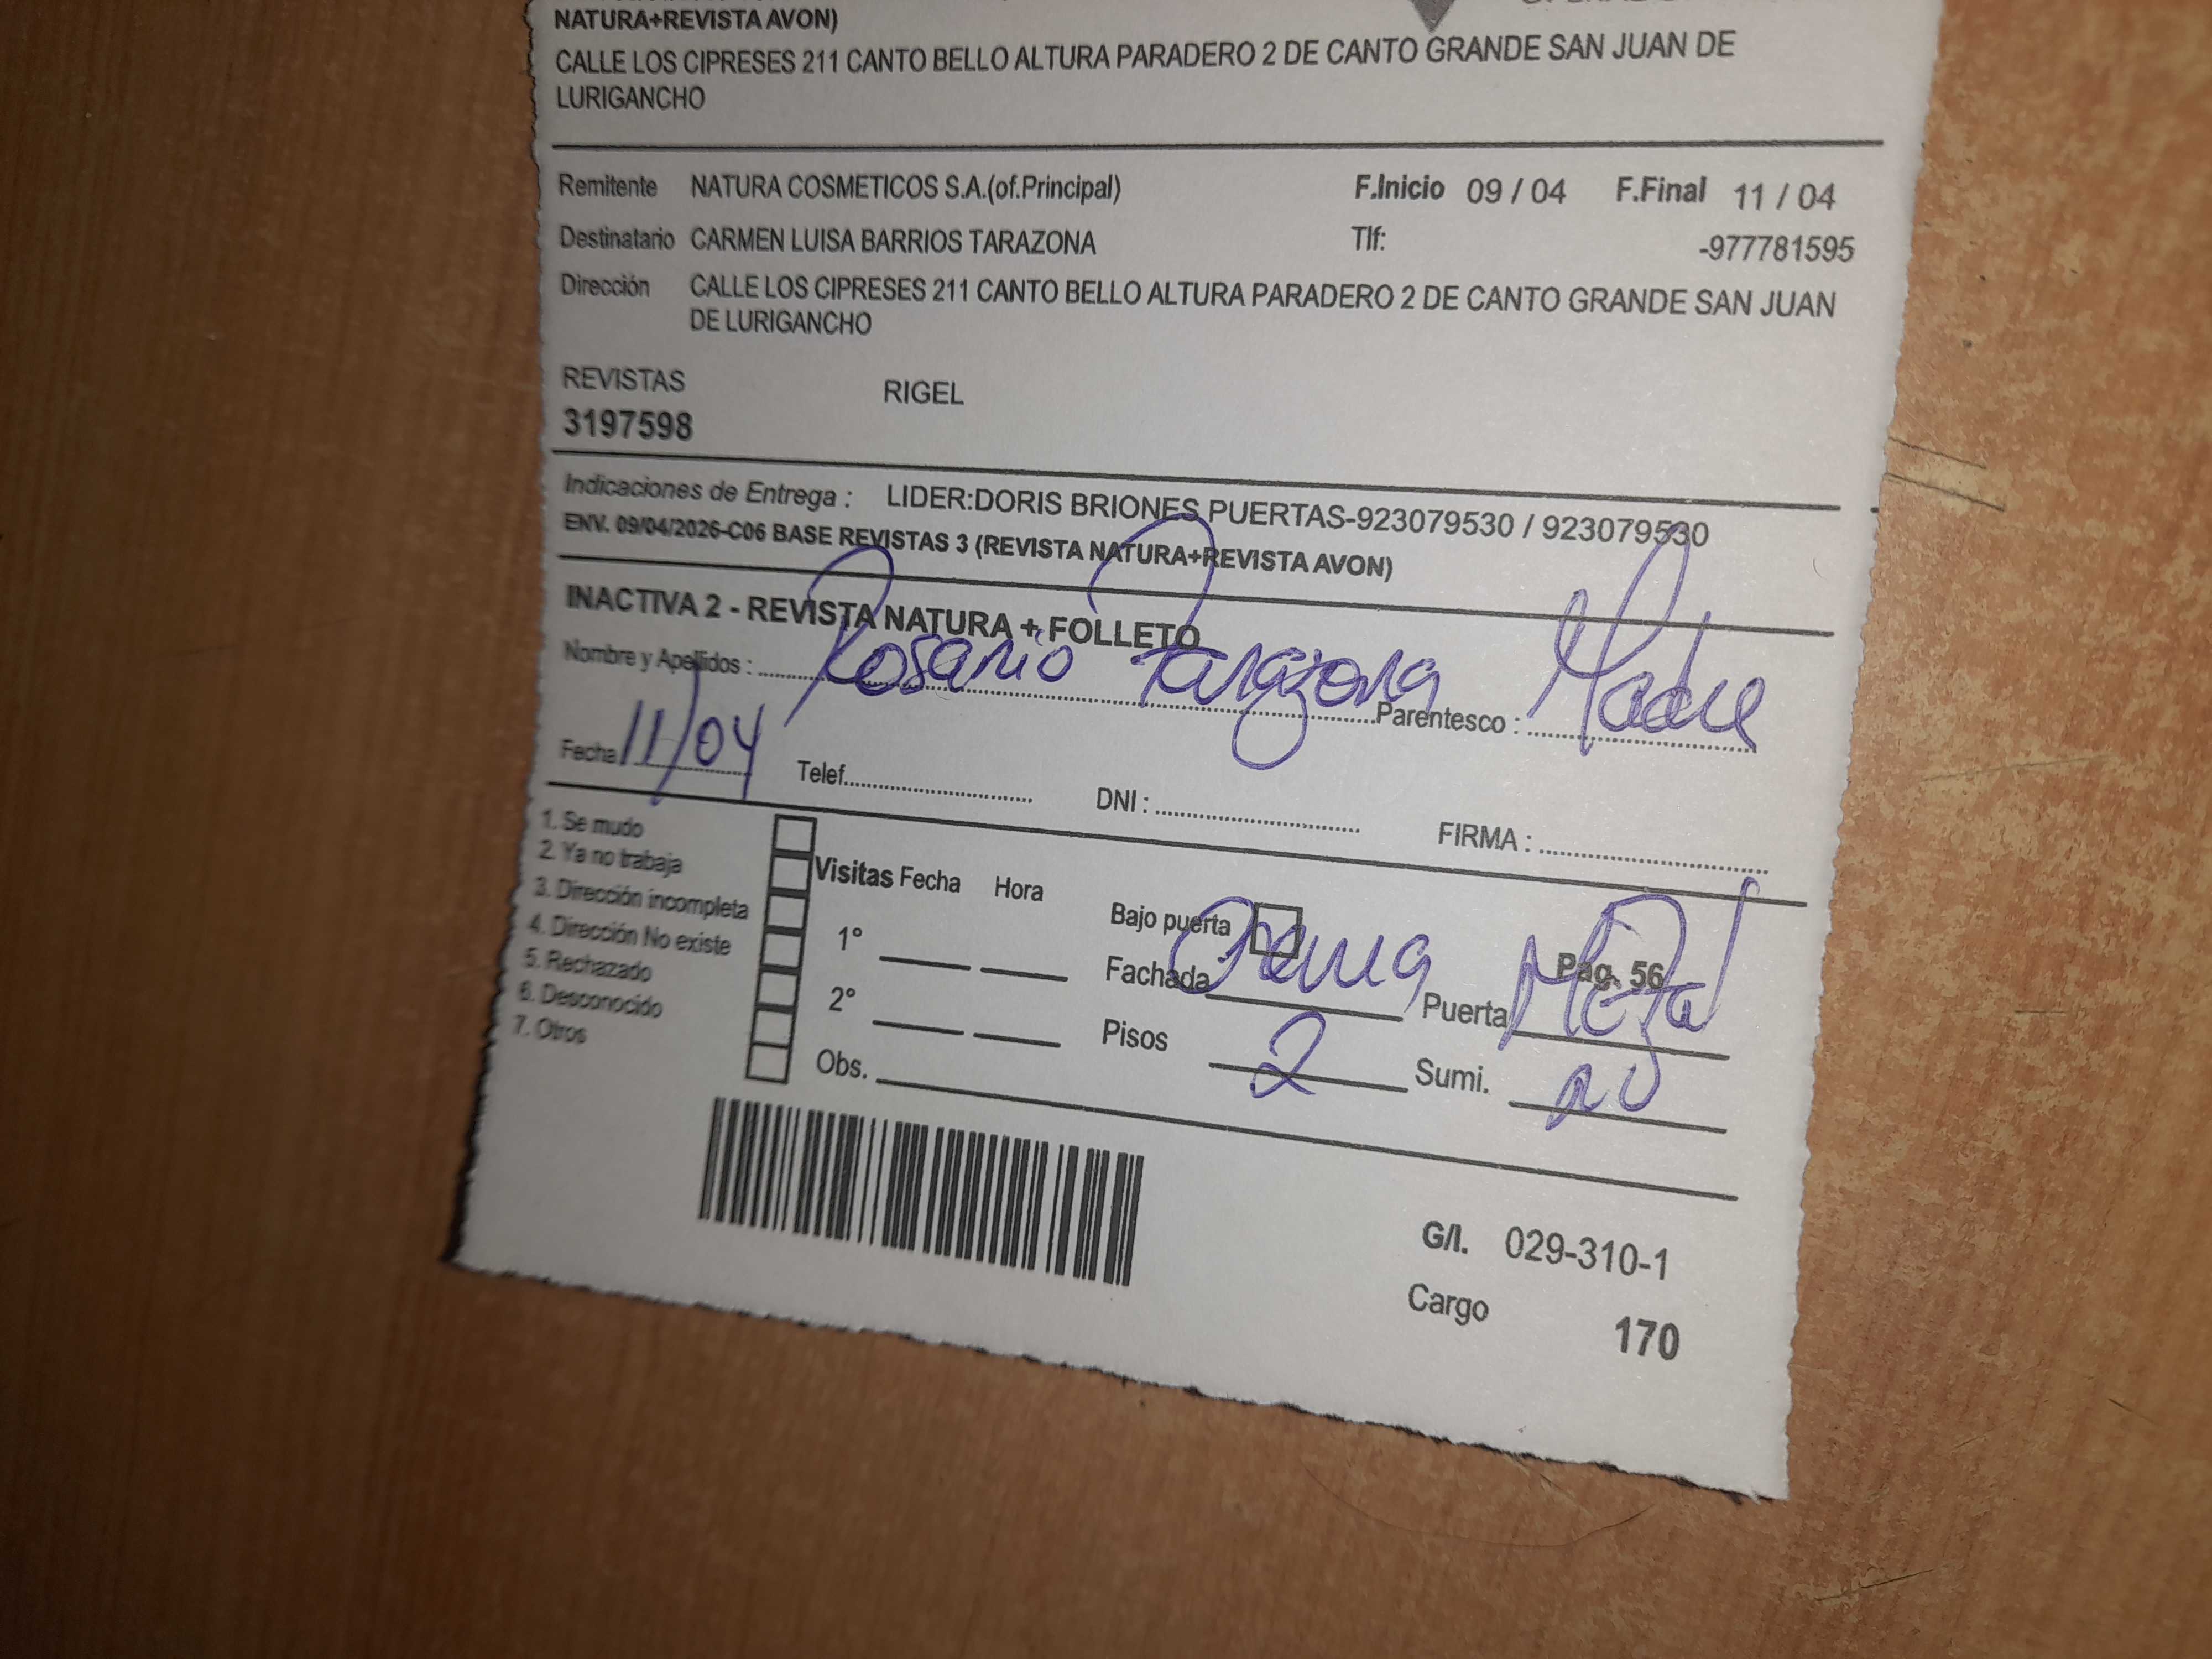 NATURA+REVISTA AVON)
CALLE LOS CIPRESES 211 CANTO BELLO ALTURA PARADERO 2 DE CANTO GRANDE SAN JUAN DE
LURIGANCHO
Remitente NATURA COSMETICOS S.A.(of.Principal) F.Inicio 09 / 04 F.Final 11 / 04
Destinatario CARMEN LUISA BARRIOS TARAZONA Tlf: -977781595
Dirección CALLE LOS CIPRESES 211 CANTO BELLO ALTURA PARADERO 2 DE CANTO GRANDE SAN JUAN
DE LURIGANCHO
REVISTAS RIGEL
3197598
Indicaciones de Entrega : LIDER:DORIS BRIONES PUERTAS-923079530 / 923079530
ENV. 09/04/2026-C06 BASE REVISTAS 3 (REVISTA NATURA+REVISTA AVON)
INACTIVA 2 - REVISTA NATURA + FOLLETO
Nombre y Apellidos : Rosario Tarazona Parentesco : Madre
Fecha 11/04 Telef. DNI : FIRMA :
1. Se mudo
2. Ya no trabaja
3. Dirección incompleta
4. Dirección No existe
5. Rechazado
6. Desconocido
7. Otros
Visitas Fecha Hora
1°
2°
Obs.
Bajo puerta Pag. 56
Fachada Crema Puerta Metal
Pisos 2 Sumi.
G/I. 029-310-1
Cargo 170